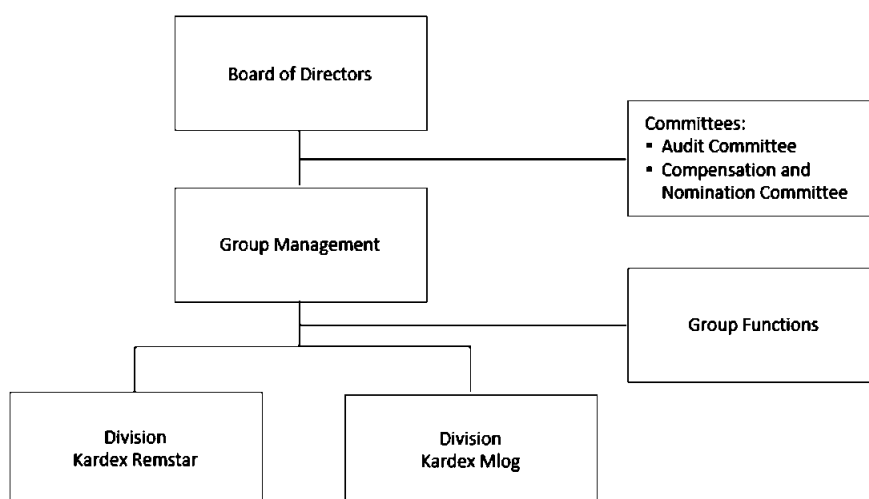 Board of Directors
Committees:
▪ Audit Committee
▪ Compensation and
Nomination Committee
Group Management
Group Functions
Division
Kardex Remstar
Division
Kardex Mlog